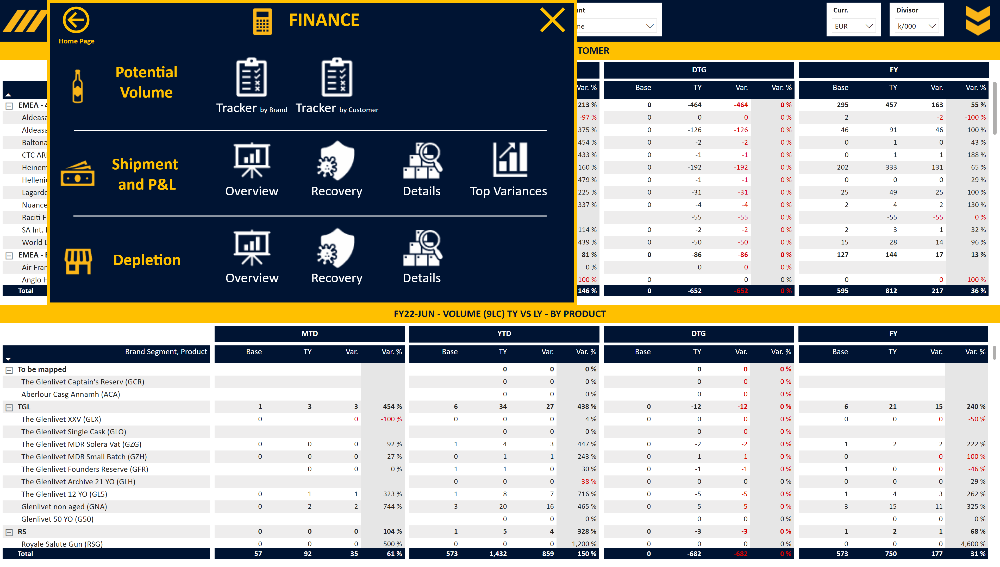 Home Page
FINANCE
Potential
Volume
Tracker by Brand
Tracker by Customer
Shipment
and P&L
Overview
Recovery
Details
Top Variances
Depletion
Overview
Recovery
Details
Curr.
EUR
Divisor
k/000
DTG FY
Var. % Base TY Var. Var. % Base TY Var. Var. %
EMEA - 213 % 0 -464 -464 0 % 295 457 163 55 %
Aldeasa -97 % 0 0 0 0 % 2 -2 -100 %
Aldeasa 375 % 0 -126 -126 0 % 46 91 46 100 %
Baltona 454 % 0 -2 -2 0 % 0 1 0 43 %
CTC 433 % 0 -1 -1 0 % 0 1 1 188 %
160 % 0 -192 -192 0 % 202 333 131 65 %
479 % 0 -1 -1 0 % 0 0 0 29 %
225 % 0 -31 -31 0 % 25 49 25 100 %
Nuance 337 % 0 -4 -4 0 % 2 4 2 130 %
Raciti -55 -55 0 % -55 -55 0 %
SA Int. 114 % 0 -2 -2 0 % 2 3 1 32 %
World 439 % 0 -50 -50 0 % 15 28 14 96 %
EMEA - 81 % 0 -86 -86 0 % 127 144 17 13 %
Air 0 % 0 0 0 %
Anglo -100 % 0 0 0 % 0 0 -100 %
Total 146 % 0 -652 -652 0 % 595 812 217 36 %
FY22-JUN - VOLUME (9LC) TY VS LY - BY PRODUCT
MTD YTD DTG FY
Brand Segment, Product Base TY Var. Var. % Base TY Var. Var. % Base TY Var. Var. % Base TY Var. Var. %
To be mapped 0 0 0 % 0 0 0 %
The Glenlivet Captain's Reserv (GCR) 0 0 0 % 0 0 0 %
Aberlour Casg Annamh (ACA) 0 0 0 % 0 0 0 %
TGL 1 3 3 454 % 6 34 27 438 % 0 -12 -12 0 % 6 21 15 240 %
The Glenlivet XXV (GLX) 0 0 -100 % 0 0 0 4 % 0 0 0 0 % 0 0 0 -50 %
The Glenlivet Single Cask (GLO) 0 0 0 % 0 0 0 %
The Glenlivet MDR Solera Vat (GZG) 0 0 0 92 % 1 4 3 447 % 0 -2 -2 0 % 1 2 2 222 %
The Glenlivet MDR Small Batch (GZH) 0 0 0 27 % 0 1 1 243 % 0 -1 -1 0 % 0 0 -100 %
The Glenlivet Founders Reserve (GFR) 0 0 0 % 1 1 0 30 % 0 -1 -1 0 % 1 0 0 -46 %
The Glenlivet Archive 21 YO (GLH) 0 0 0 -38 % 0 0 0 0 % 0 0 0 29 %
The Glenlivet 12 YO (GL5) 0 1 1 323 % 1 8 7 716 % 0 -5 -5 0 % 1 4 3 262 %
Glenlivet non aged (GNA) 0 2 2 744 % 3 20 16 465 % 0 -5 -5 0 % 3 15 11 325 %
Glenlivet 50 YO (G50) 0 0 0 % 0 0 0 % 0 0 0 %
RS 0 0 0 104 % 1 5 4 328 % 0 -3 -3 0 % 1 2 1 68 %
Royale Salute Gun (RSG) 0 0 0 500 % 0 0 0 1,200 % 0 0 0 0 % 0 0 0 4,600 %
Total 57 92 35 61 % 573 1,432 859 150 % 0 -682 -682 0 % 573 750 177 31 %